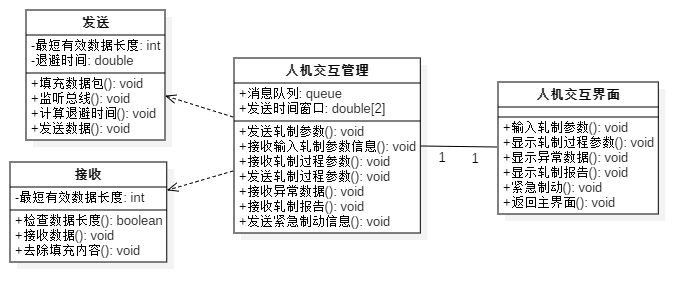 发送
-最短有效数据长度: int
-退避时间: double
+填充数据包(): void
+监听总线(): void
+计算退避时间(): void
+发送数据(): void
接收
-最短有效数据长度: int
+检查数据长度(): boolean
+接收数据(): void
+去除填充内容(): void
人机交互管理
+消息队列: queue
+发送时间窗口: double[2]
+发送轧制参数(): void
+接收输入轧制参数信息(): void
+接收轧制过程参数(): void
+发送轧制过程参数(): void
+接收异常数据(): void
+接收轧制报告(): void
+发送紧急制动信息(): void
1
1
人机交互界面
+输入轧制参数(): void
+显示轧制过程参数(): void
+显示异常数据(): void
+显示轧制报告(): void
+紧急制动(): void
+返回主界面(): void